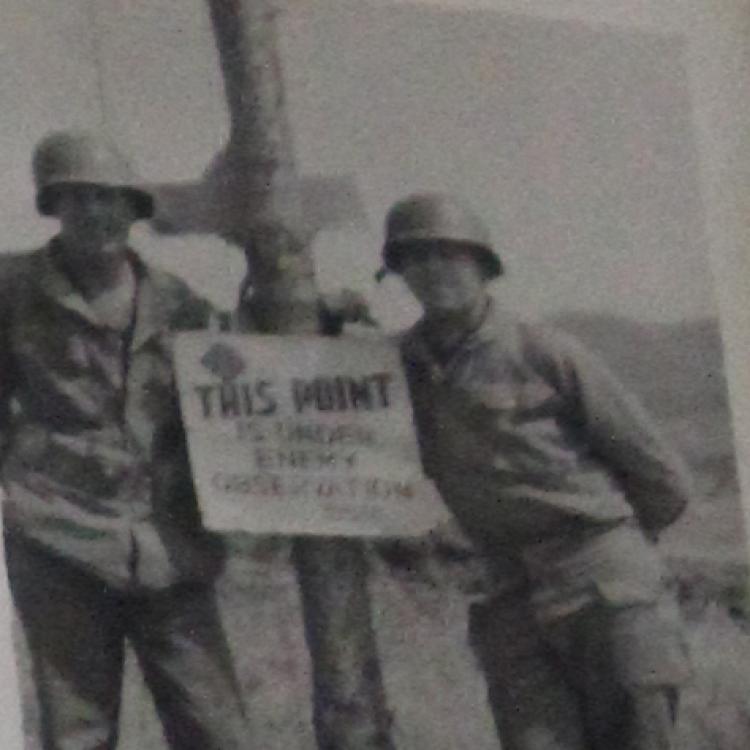 THIS POINT
IS UNDER
ENEMY
OBSERVATION